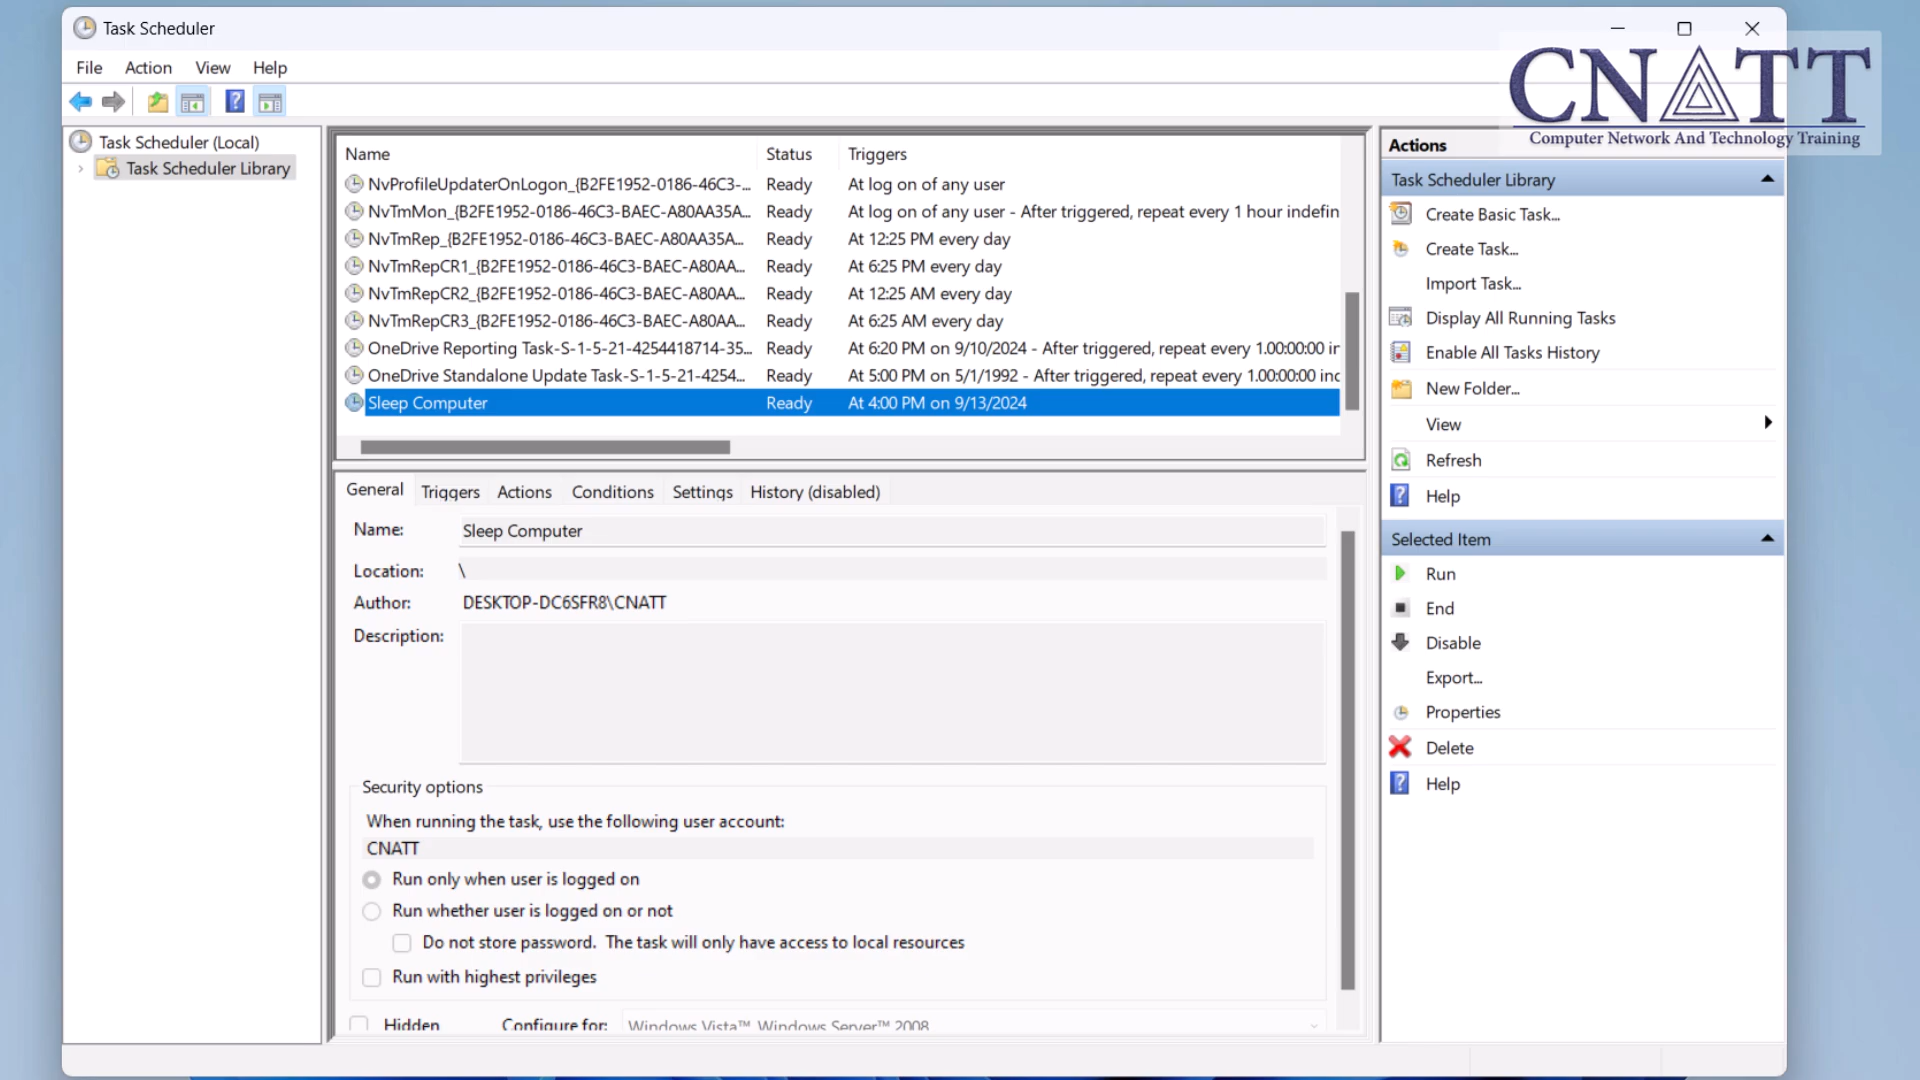 Task Scheduler
File Action View Help
CNATT
Computer Network And Technology Training
Task Scheduler (Local)
Task Scheduler Library
Name Status Triggers
NvProfileUpdaterOnLogon_{B2FE1952-0186-46C3-... Ready At log on of any user
NvTmMon_{B2FE1952-0186-46C3-BAEC-A80AA35A... Ready At log on of any user - After triggered, repeat every 1 hour indefin
NvTmRep_{B2FE1952-0186-46C3-BAEC-A80AA35A... Ready At 12:25 PM every day
NvTmRepCR1_{B2FE1952-0186-46C3-BAEC-A80AA... Ready At 6:25 PM every day
NvTmRepCR2_{B2FE1952-0186-46C3-BAEC-A80AA... Ready At 12:25 AM every day
NvTmRepCR3_{B2FE1952-0186-46C3-BAEC-A80AA... Ready At 6:25 AM every day
OneDrive Reporting Task-S-1-5-21-4254418714-35... Ready At 6:20 PM on 9/10/2024 - After triggered, repeat every 1.00:00:00 in
OneDrive Standalone Update Task-S-1-5-21-4254... Ready At 5:00 PM on 5/1/1992 - After triggered, repeat every 1.00:00:00 ind
Sleep Computer Ready At 4:00 PM on 9/13/2024
General Triggers Actions Conditions Settings History (disabled)
Name: Sleep Computer
Location: \
Author: DESKTOP-DC6SFR8\CNATT
Description:
Security options
When running the task, use the following user account:
CNATT
Run only when user is logged on
Run whether user is logged on or not
Do not store password. The task will only have access to local resources
Run with highest privileges
Hidden Configure for: Windows Vista™, Windows Server™ 2008
Actions
Task Scheduler Library
Create Basic Task...
Create Task...
Import Task...
Display All Running Tasks
Enable All Tasks History
New Folder...
View
Refresh
Help
Selected Item
Run
End
Disable
Export...
Properties
Delete
Help